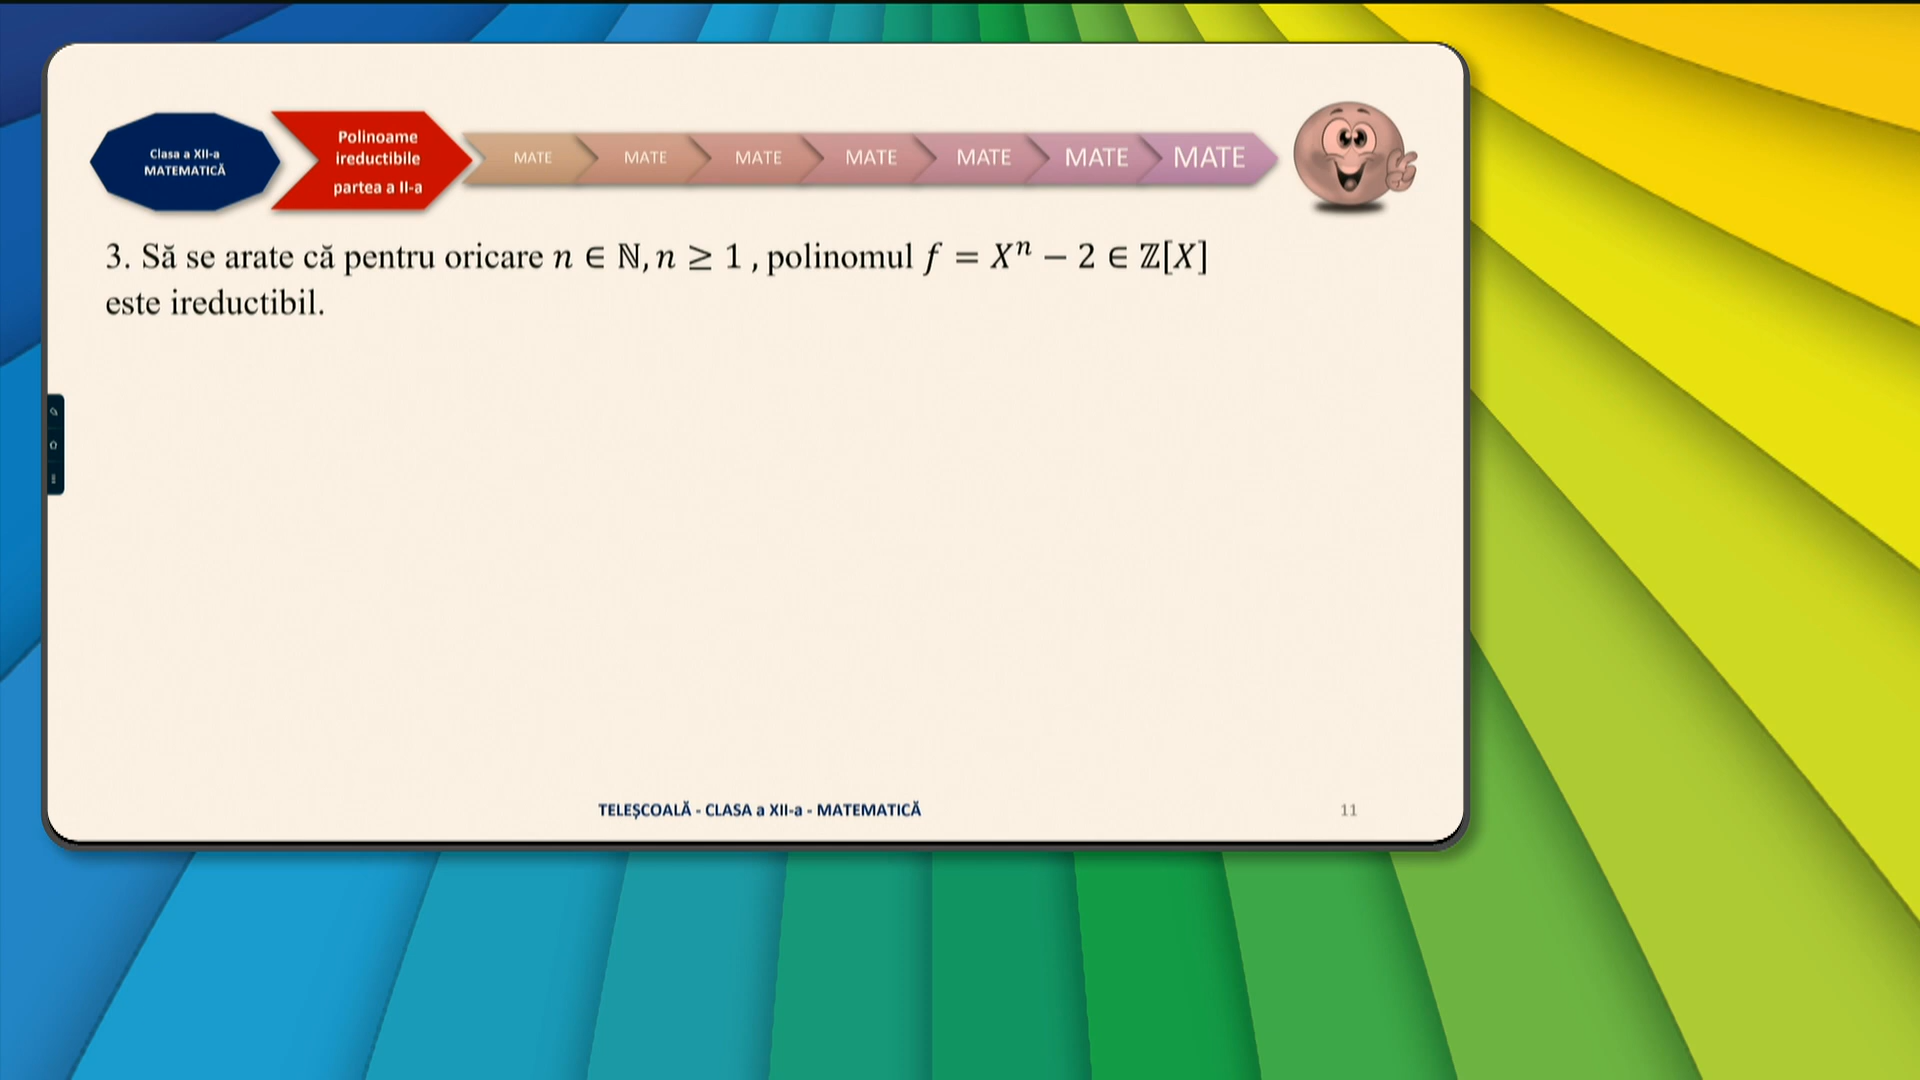 Clasa a XII-a
MATEMATICĂ
Polinoame
ireductibile
partea a II-a
MATE
MATE
MATE
MATE
MATE
MATE
MATE
3. Să se arate că pentru oricare n ∈ ℕ, n ≥ 1 , polinomul f = Xⁿ − 2 ∈ ℤ[X]
este ireductibil.
TELEȘCOALĂ - CLASA a XII-a - MATEMATICĂ
11